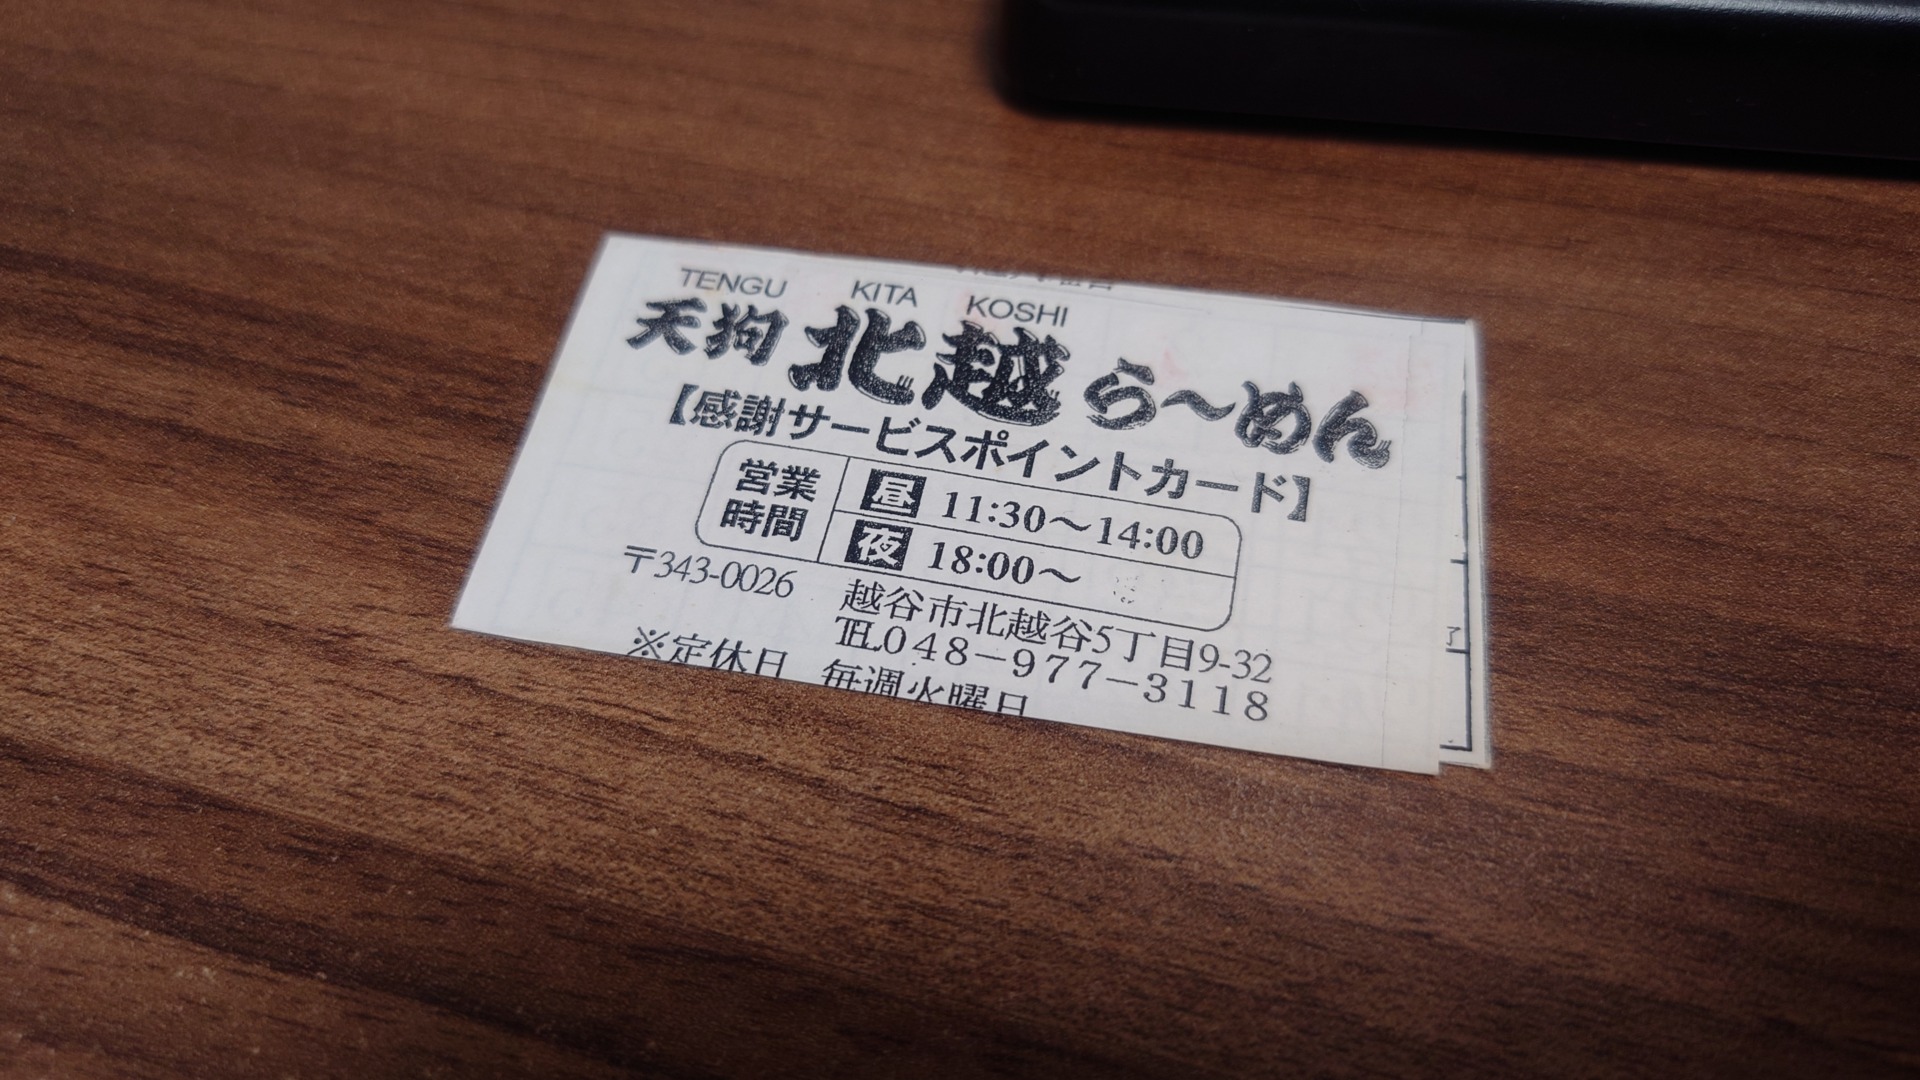 TENGU KITA KOSHI
天狗 北越 ら〜めん
【感謝サービスポイントカード】
営業時間
昼 11:30〜14:00
夜 18:00〜
〒343-0026 越谷市北越谷5丁目9-32
℡048-977-3118
※定休日 毎週火曜日